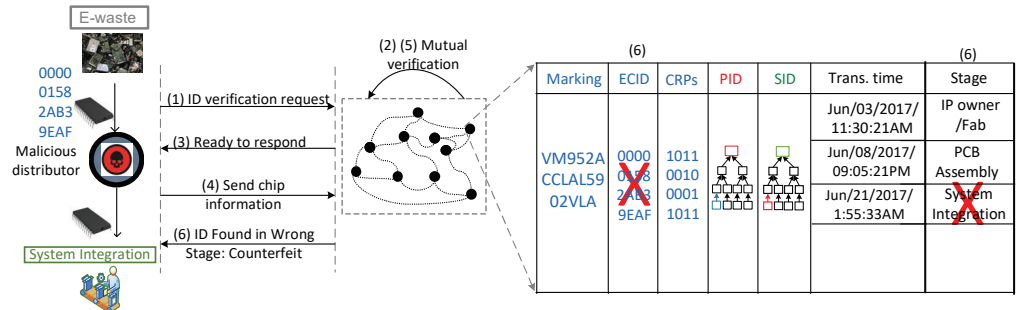 E-waste
0000
0158
2AB3
9EAF
Malicious
distributor
System Integration
(1) ID verification request
(3) Ready to respond
(4) Send chip
information
(6) ID Found in Wrong
Stage: Counterfeit
(2) (5) Mutual
verification
(6)
(6)
Marking ECID CRPs PID SID Trans. time Stage
Jun/03/2017/
11:30:21AM
IP owner
/Fab
VM952A
CCLAL59
02VLA
0000
0158
2AB3
9EAF
1011
0010
0001
1011
Jun/08/2017/
09:05:21PM
PCB
Assembly
Jun/21/2017/
1:55:33AM
System
Integration